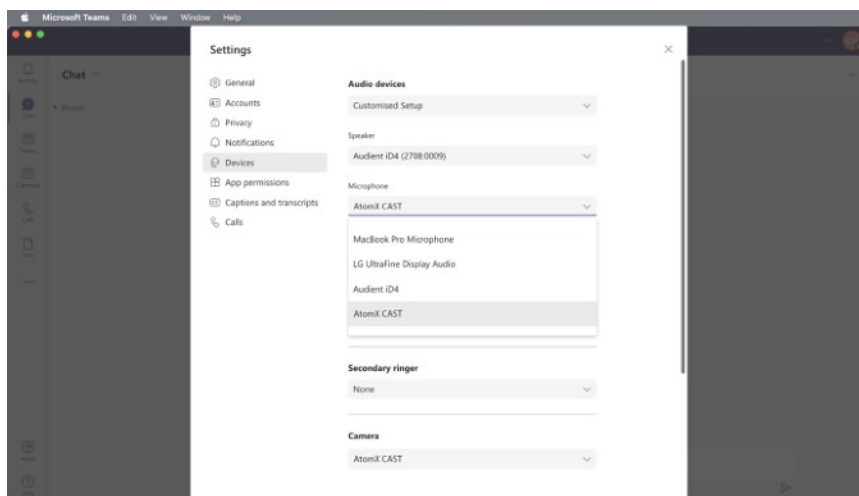 Microsoft Teams Edit View Window Help
Settings
Chat
General
Accounts
Privacy
Notifications
Devices
App permissions
Captions and transcripts
Calls
Audio devices
Customised Setup
Speaker
Audient iD4 (2708:0009)
Microphone
AtomX CAST
MacBook Pro Microphone
LG UltraFine Display Audio
Audient iD4
AtomX CAST
Secondary ringer
None
Camera
AtomX CAST